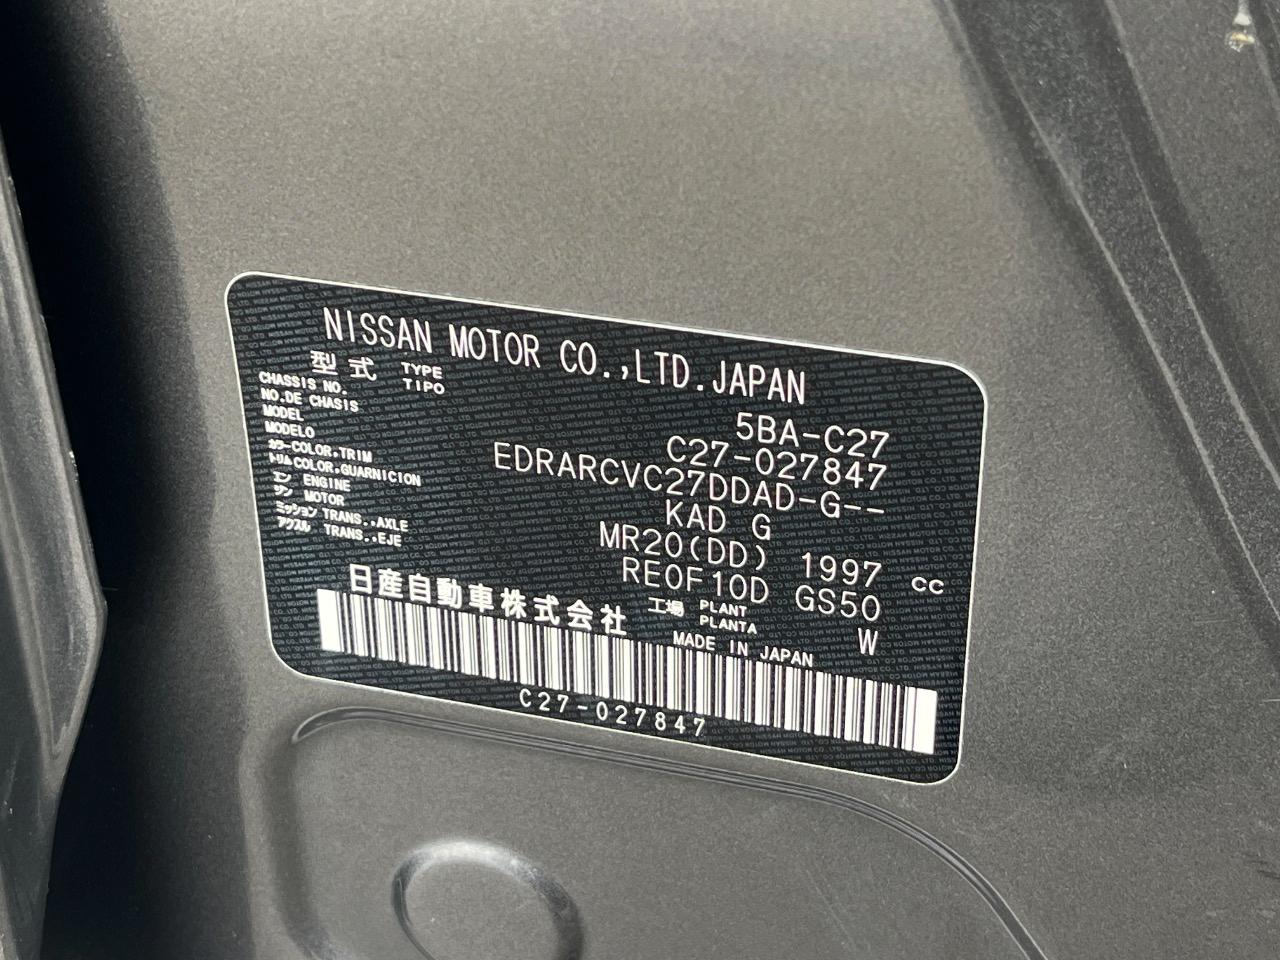 NISSAN MOTOR CO.,LTD.JAPAN
型式 TYPE TIPO 5BA-C27
CHASSIS NO. NO.DE CHASIS C27-027847
MODEL MODELO EDRARCVC27DDAD-G--
カラー COLOR,TRIM トリム COLOR,GUARNICION KAD G
エンジン ENGINE MOTOR MR20(DD) 1997 cc
ミッション TRANS.,AXLE アクスル TRANS.,EJE RE0F10D GS50
日産自動車株式会社 工場 PLANT PLANTA W
MADE IN JAPAN
C27-027847